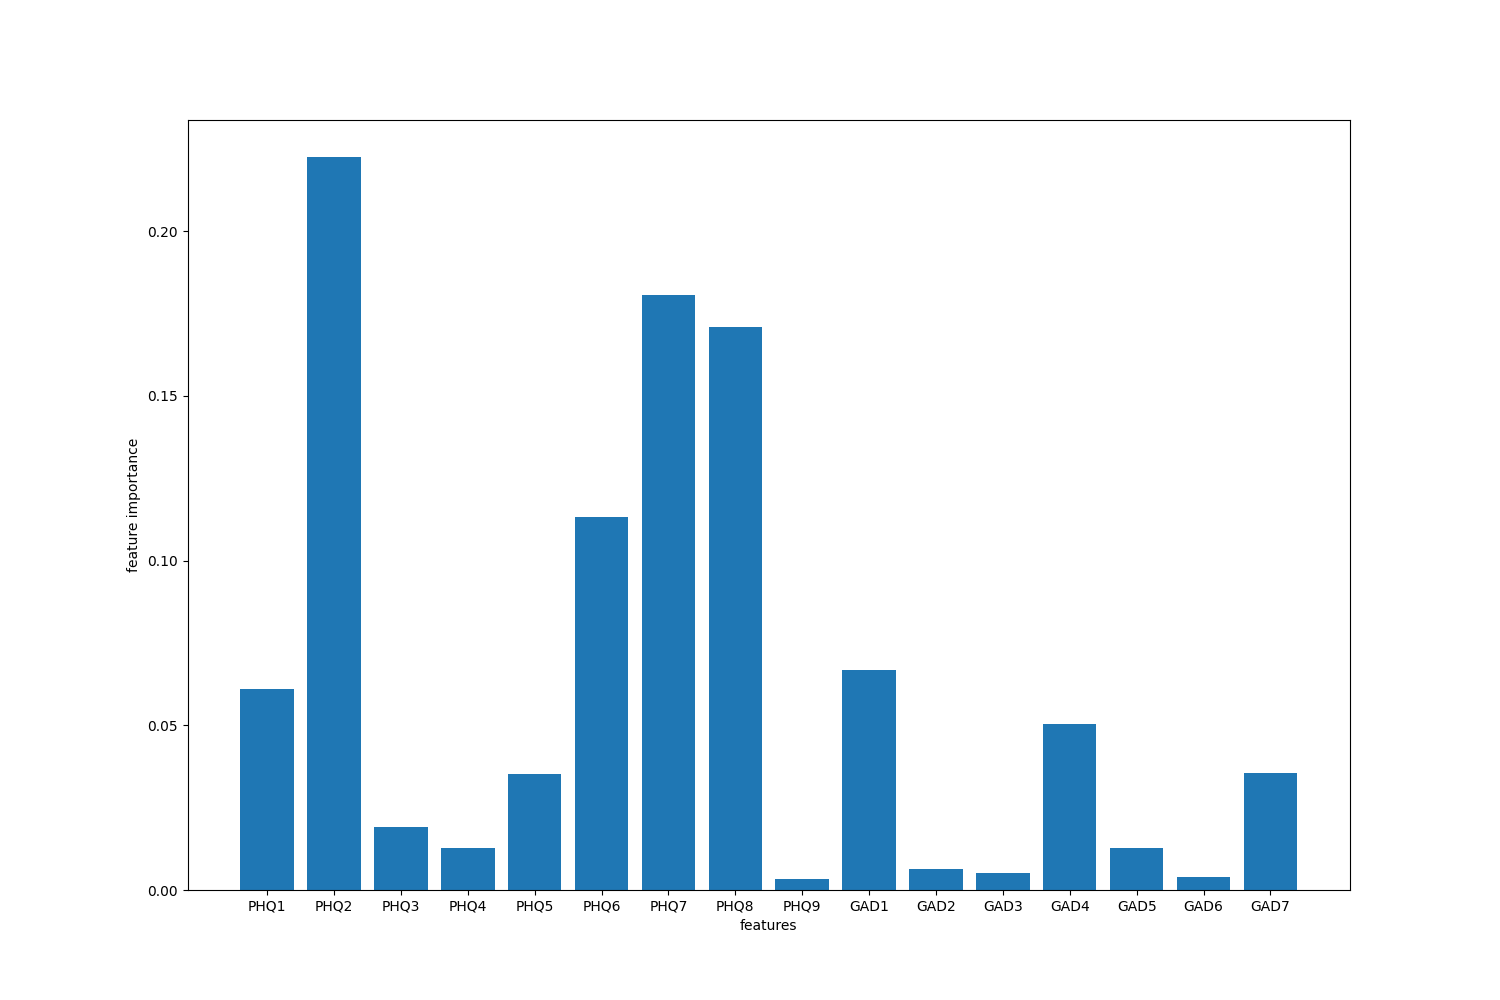 feature importance
0.20
0.15
0.10
0.05
0.00
PHQ1 PHQ2 PHQ3 PHQ4 PHQ5 PHQ6 PHQ7 PHQ8 PHQ9 GAD1 GAD2 GAD3 GAD4 GAD5 GAD6 GAD7
features